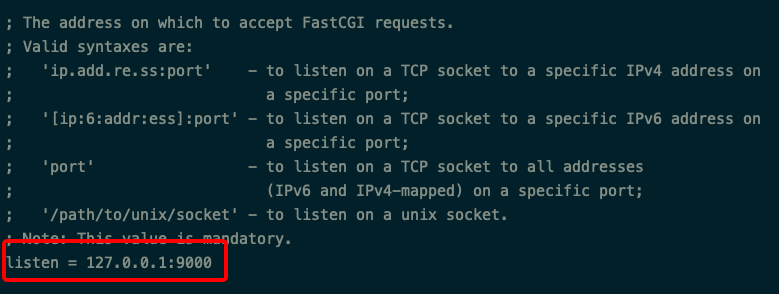 ; The address on which to accept FastCGI requests.
; Valid syntaxes are:
;   'ip.add.re.ss:port'    - to listen on a TCP socket to a specific IPv4 address on
;                            a specific port;
;   '[ip:6:addr:ess]:port' - to listen on a TCP socket to a specific IPv6 address on
;                            a specific port;
;   'port'                 - to listen on a TCP socket to all addresses
;                            (IPv6 and IPv4-mapped) on a specific port;
;   '/path/to/unix/socket' - to listen on a unix socket.
; Note: This value is mandatory.
listen = 127.0.0.1:9000